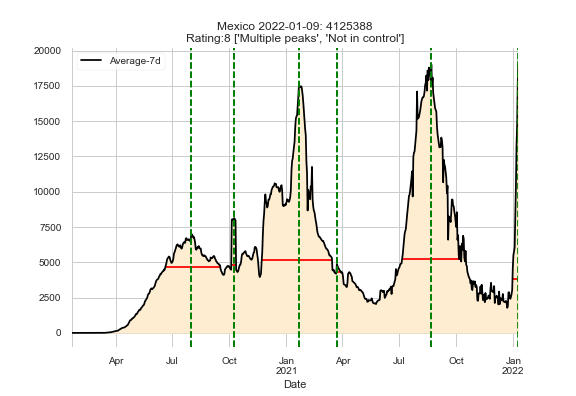 Mexico 2022-01-09: 4125388
Rating:8 ['Multiple peaks', 'Not in control']
20000
Average-7d
17500
15000
12500
10000
7500
5000
2500
0
Apr Jul Oct Jan Apr Jul Oct Jan
2021 2022
Date